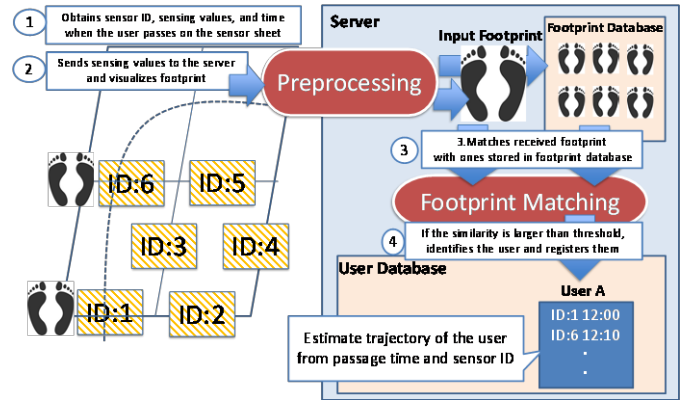 1
Obtains sensor ID, sensing values, and time
when the user passes on the sensor sheet
2
Sends sensing values to the server
and visualizes footprint
Server
Preprocessing
Input Footprint
Footprint Database
3
3.Matches received footprint
with ones stored in footprint database
Footprint Matching
4
If the similarity is larger than threshold,
identifies the user and registers them
ID:6
ID:5
ID:3
ID:4
ID:1
ID:2
User Database
User A
ID:1 12:00
ID:6 12:10
.
.
Estimate trajectory of the user
from passage time and sensor ID